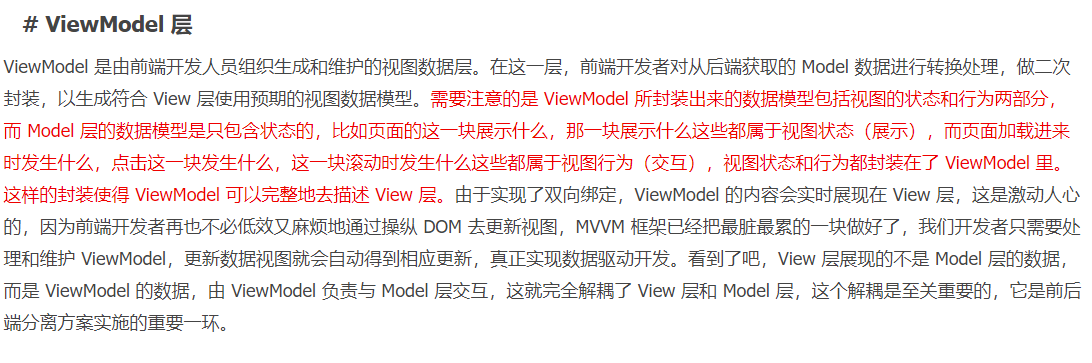 # ViewModel 层
ViewModel 是由前端开发人员组织生成和维护的视图数据层。在这一层，前端开发者对从后端获取的 Model 数据进行转换处理，做二次
封装，以生成符合 View 层使用预期的视图数据模型。需要注意的是 ViewModel 所封装出来的数据模型包括视图的状态和行为两部分，
而 Model 层的数据模型是只包含状态的，比如页面的这一块展示什么，那一块展示什么这些都属于视图状态（展示），而页面加载进来
时发生什么，点击这一块发生什么，这一块滚动时发生什么这些都属于视图行为（交互），视图状态和行为都封装在了 ViewModel 里。
这样的封装使得 ViewModel 可以完整地去描述 View 层。由于实现了双向绑定，ViewModel 的内容会实时展现在 View 层，这是激动人心
的，因为前端开发者再也不必低效又麻烦地通过操纵 DOM 去更新视图，MVVM 框架已经把最脏最累的一块做好了，我们开发者只需要处
理和维护 ViewModel，更新数据视图就会自动得到相应更新，真正实现数据驱动开发。看到了吧，View 层展现的不是 Model 层的数据，
而是 ViewModel 的数据，由 ViewModel 负责与 Model 层交互，这就完全解耦了 View 层和 Model 层，这个解耦是至关重要的，它是前后
端分离方案实施的重要一环。